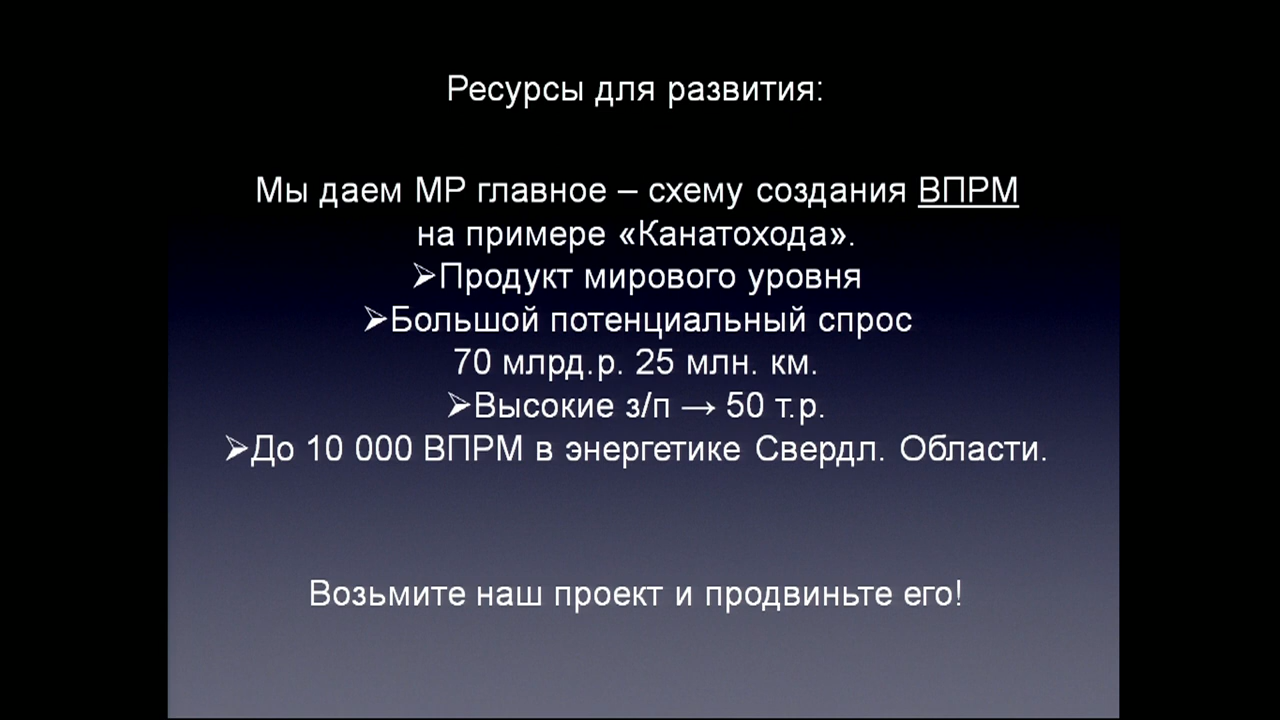 Ресурсы для развития:
Мы даем МР главное – схему создания ВПРМ
на примере «Канатохода».
➢Продукт мирового уровня
➢Большой потенциальный спрос
70 млрд.р. 25 млн. км.
➢Высокие з/п → 50 т.р.
➢До 10 000 ВПРМ в энергетике Свердл. Области.
Возьмите наш проект и продвиньте его!